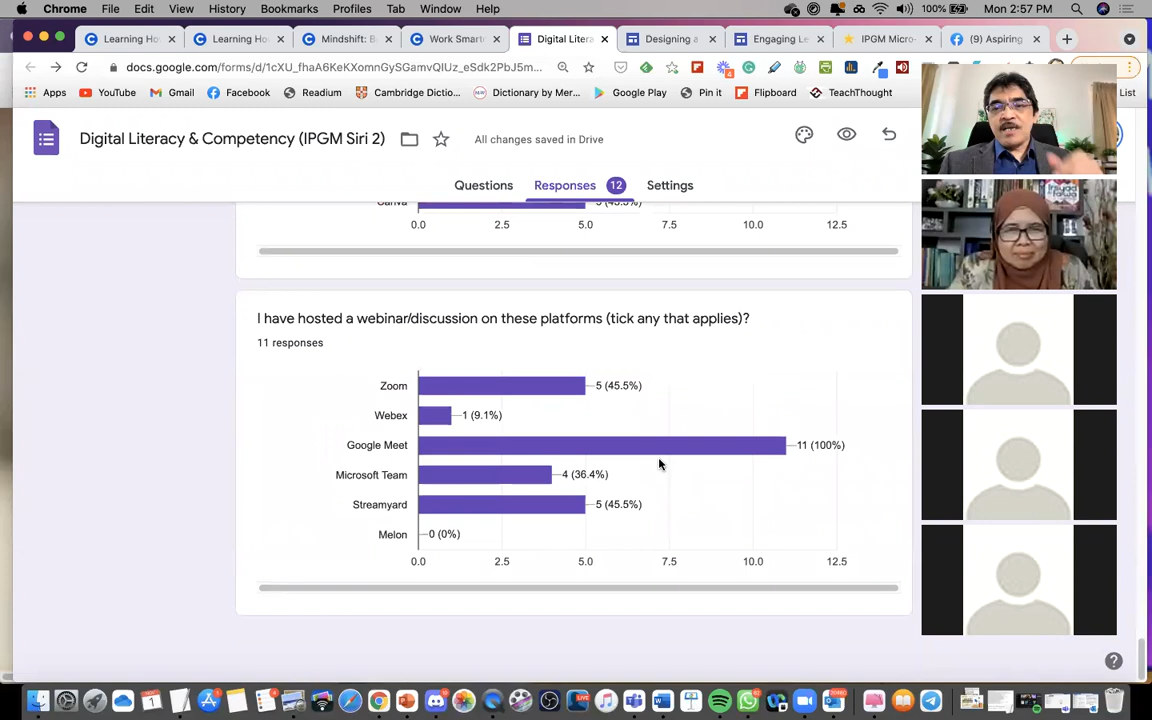 Chrome File Edit View History Bookmarks Profiles Tab Window Help 100% Mon 2:57 PM
Learning Ho Learning Ho Mindshift: B Work Smart Digital Litera Designing a Engaging Le IPGM Micro- (9) Aspiring
docs.google.com/forms/d/1cXU_fhaA6KeKXomnGySGamvQIUz_eSdk2PbJ5m...
Apps YouTube Gmail Facebook Readium Cambridge Dictio... Dictionary by Mer... Google Play Pin it Flipboard TeachThought List
Digital Literacy & Competency (IPGM Siri 2) All changes saved in Drive
Questions Responses 12 Settings
Canva 5 (45.5%)
0.0 2.5 5.0 7.5 10.0 12.5
I have hosted a webinar/discussion on these platforms (tick any that applies)?
11 responses
Zoom 5 (45.5%)
Webex 1 (9.1%)
Google Meet 11 (100%)
Microsoft Team 4 (36.4%)
Streamyard 5 (45.5%)
Melon 0 (0%)
0.0 2.5 5.0 7.5 10.0 12.5